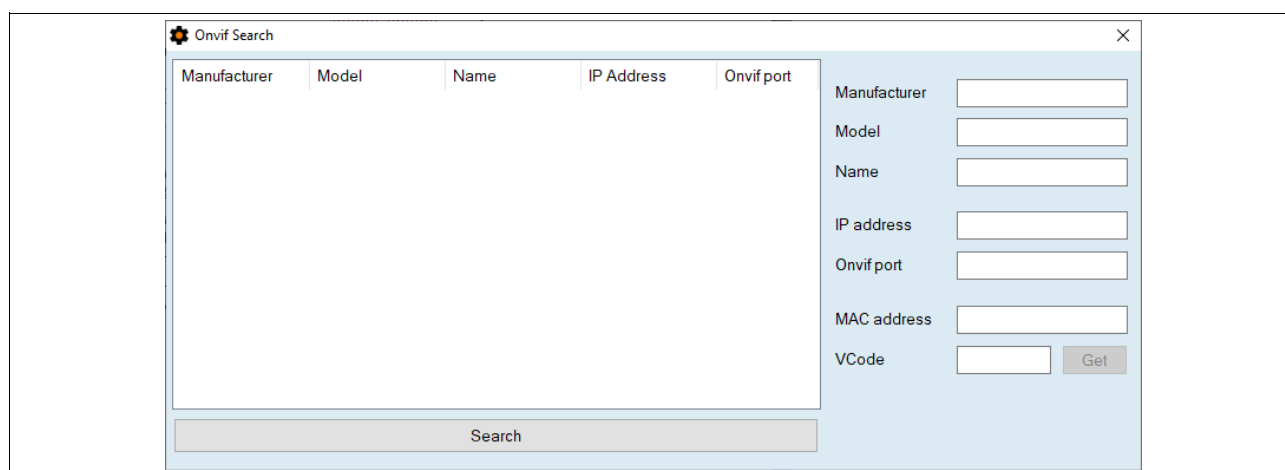 Onvif Search
Manufacturer Model Name IP Address Onvif port
Manufacturer
Model
Name
IP address
Onvif port
MAC address
VCode Get
Search